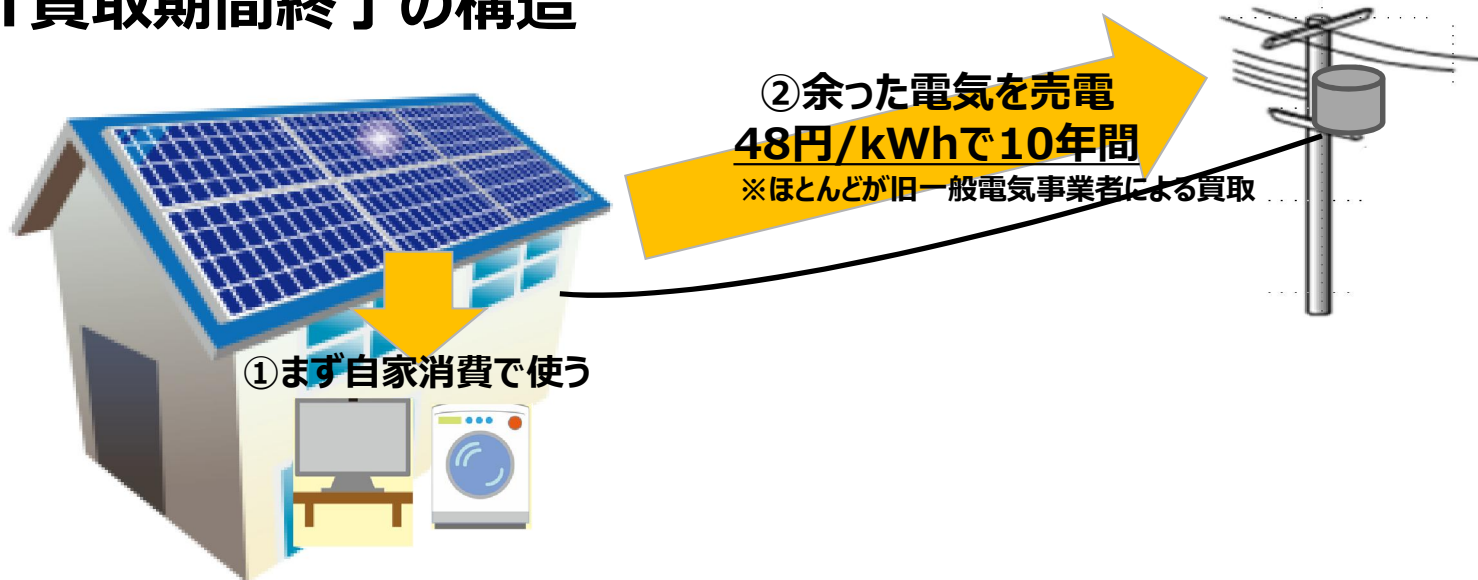 買取期間終了の構造
②余った電気を売電
48円/kWhで10年間
※ほとんどが旧一般電気事業者による買取
①まず自家消費で使う